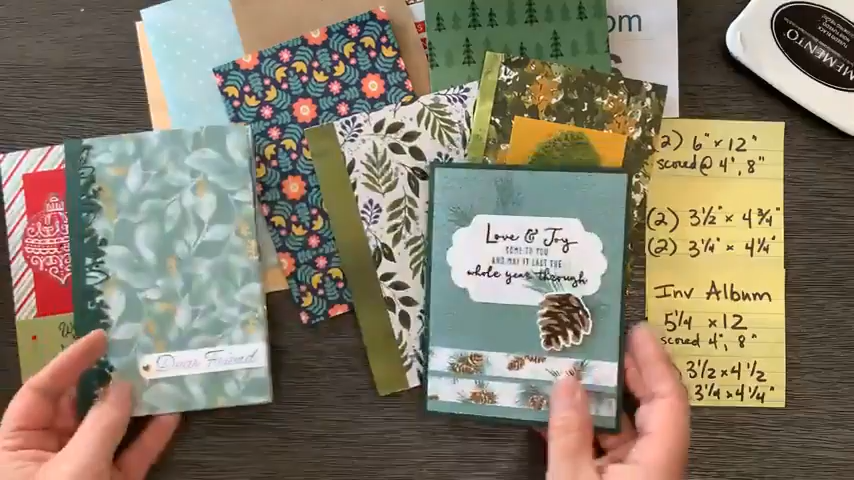 om
MEMENTO
(2) 6" × 12"
scored @ 4", 8"
(2) 3½" × 4¾"
(2) 3¼" × 4¼"
Inv Album
5¼ × 12
scored 4", 8"
3½ × 4½
3¼ × 4¼
Love & Joy
COME TO YOU
AND MAY IT LAST THE
whole year through
Dear Friend